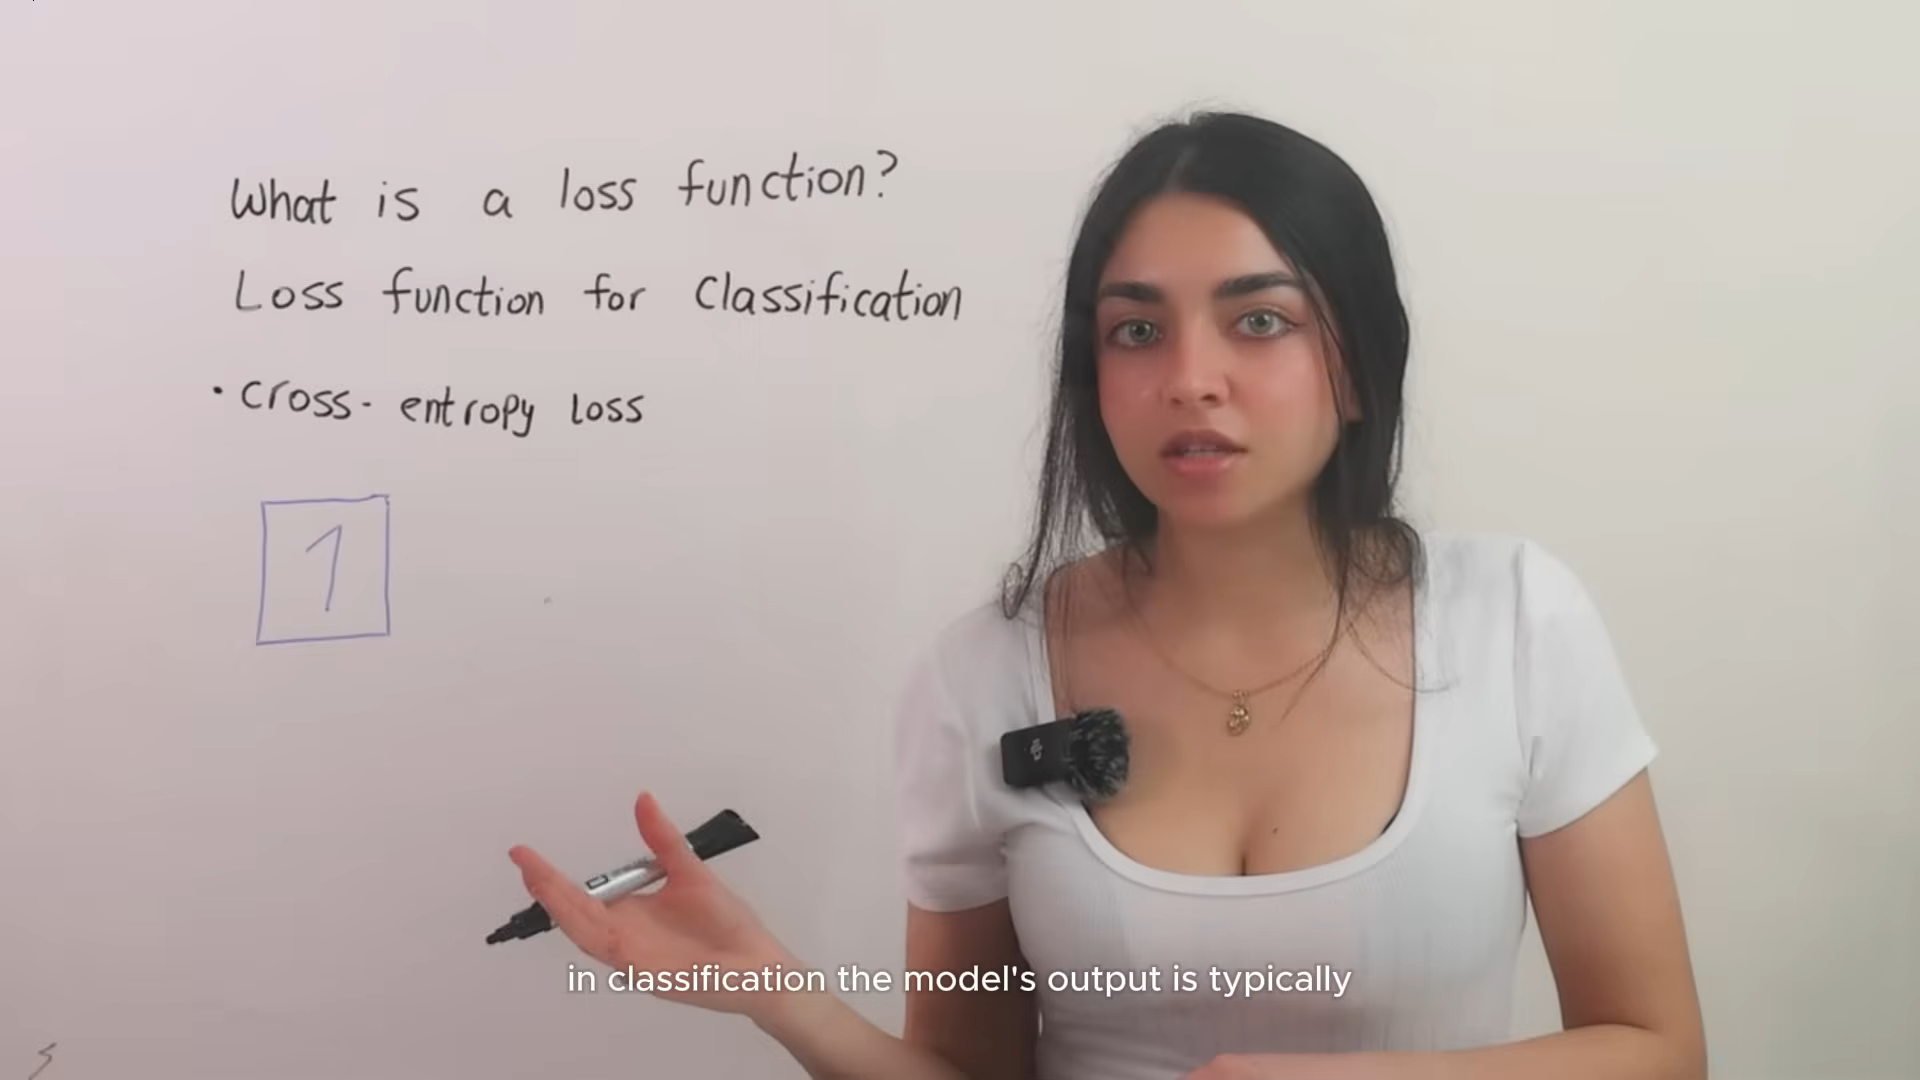 What is a loss function?
Loss function for Classification
• Cross-entropy loss
1
in classification the model's output is typically